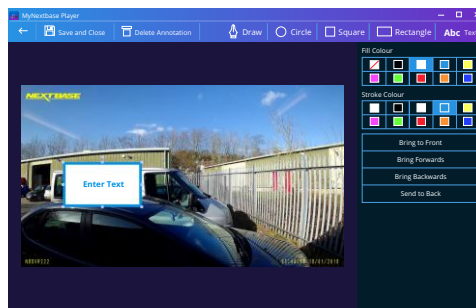 MyNextbase Player
Save and Close
Delete Annotation
Draw
Circle
Square
Rectangle
Abc
Fill Colour
NEXTBASE
Stroke Colour
Bring to Front
Bring Forwards
Enter Text
Bring Backwards
Send to Back